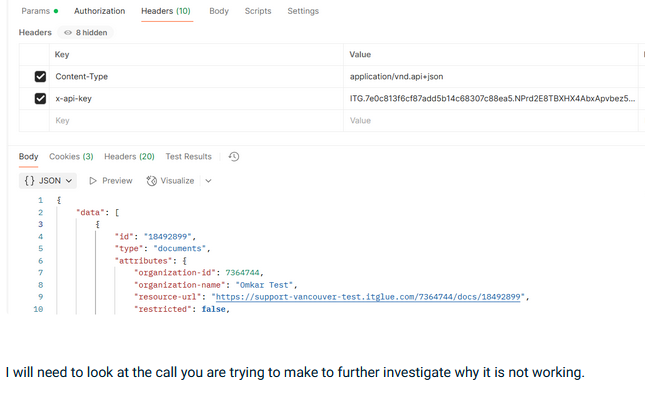 Params Authorization Headers (10) Body Scripts Settings
Headers 8 hidden
Key Value
Content-Type application/vnd.api+json
x-api-key ITG.7e0c813f6cf87add5b14c68307c88ea5.NPrd2E8TBXHX4AbxApvbez5...
Key Value
Body Cookies (3) Headers (20) Test Results
{} JSON Preview Visualize
1 {
2 "data": [
3 {
4 "id": "18492899",
5 "type": "documents",
6 "attributes": {
7 "organization-id": 7364744,
8 "organization-name": "Omkar Test",
9 "resource-url": "https://support-vancouver-test.itglue.com/7364744/docs/18492899",
10 "restricted": false,
I will need to look at the call you are trying to make to further investigate why it is not working.